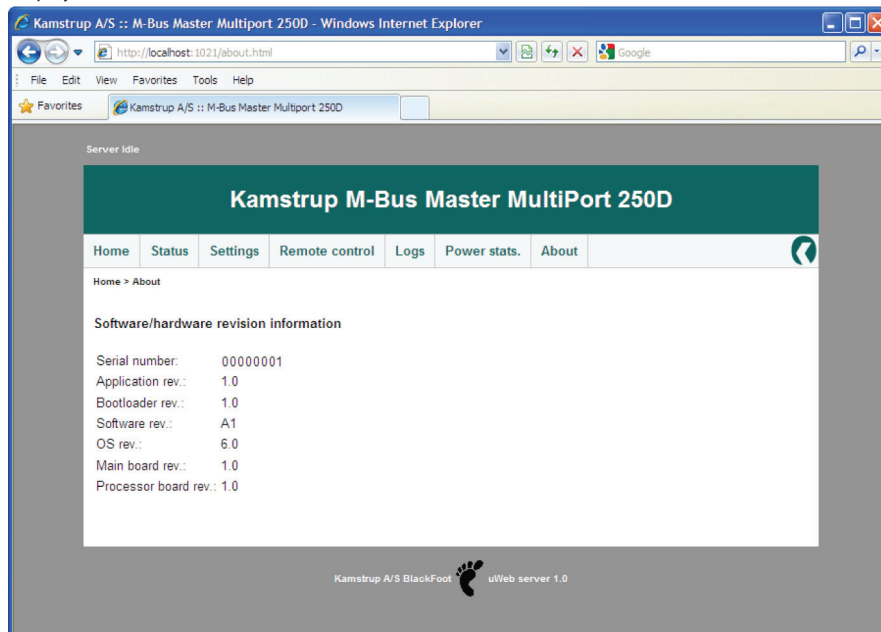 Kamstrup A/S :: M-Bus Master Multiport 250D - Windows Internet Explorer
http://localhost:1021/about.html
Google
File Edit View Favorites Tools Help
Favorites
Kamstrup A/S :: M-Bus Master Multiport 250D
Server Idle
Kamstrup M-Bus Master MultiPort 250D
Home Status Settings Remote control Logs Power stats. About
Home > About
Software/hardware revision information
Serial number: 00000001
Application rev.: 1.0
Bootloader rev.: 1.0
Software rev.: A1
OS rev.: 6.0
Main board rev.: 1.0
Processor board rev.: 1.0
Kamstrup A/S BlackFoot uWeb server 1.0